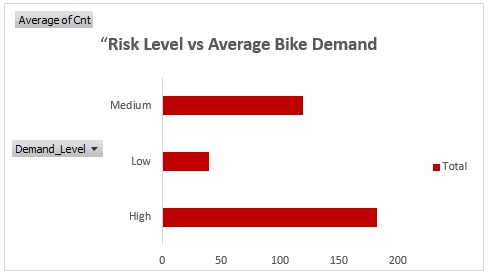 Average of Cnt
“Risk Level vs Average Bike Demand
Medium
Demand_Level
Low
Total
High
0 50 100 150 200